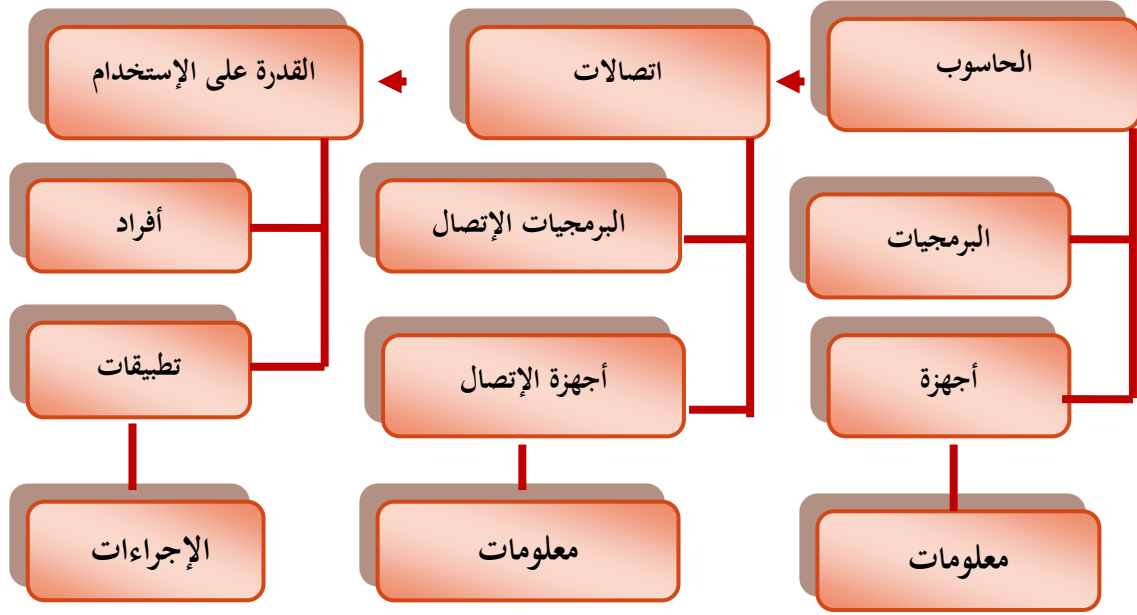 الحاسوب
اتصالات
القدرة على الإستخدام
البرمجيات
البرمجيات الإتصال
أفراد
أجهزة
أجهزة الإتصال
تطبيقات
معلومات
معلومات
الإجراءات